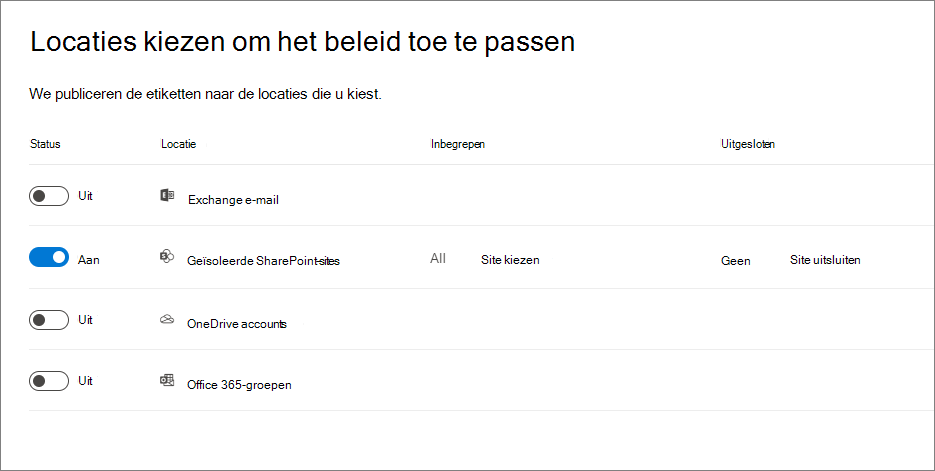 Locaties kiezen om het beleid toe te passen
We publiceren de etiketten naar de locaties die u kiest.
Status Locatie Inbegrepen Uitgesloten
Uit Exchange e-mail
Aan Geïsoleerde SharePoint-sites All Site kiezen Geen Site uitsluiten
Uit OneDrive accounts
Uit Office 365-groepen